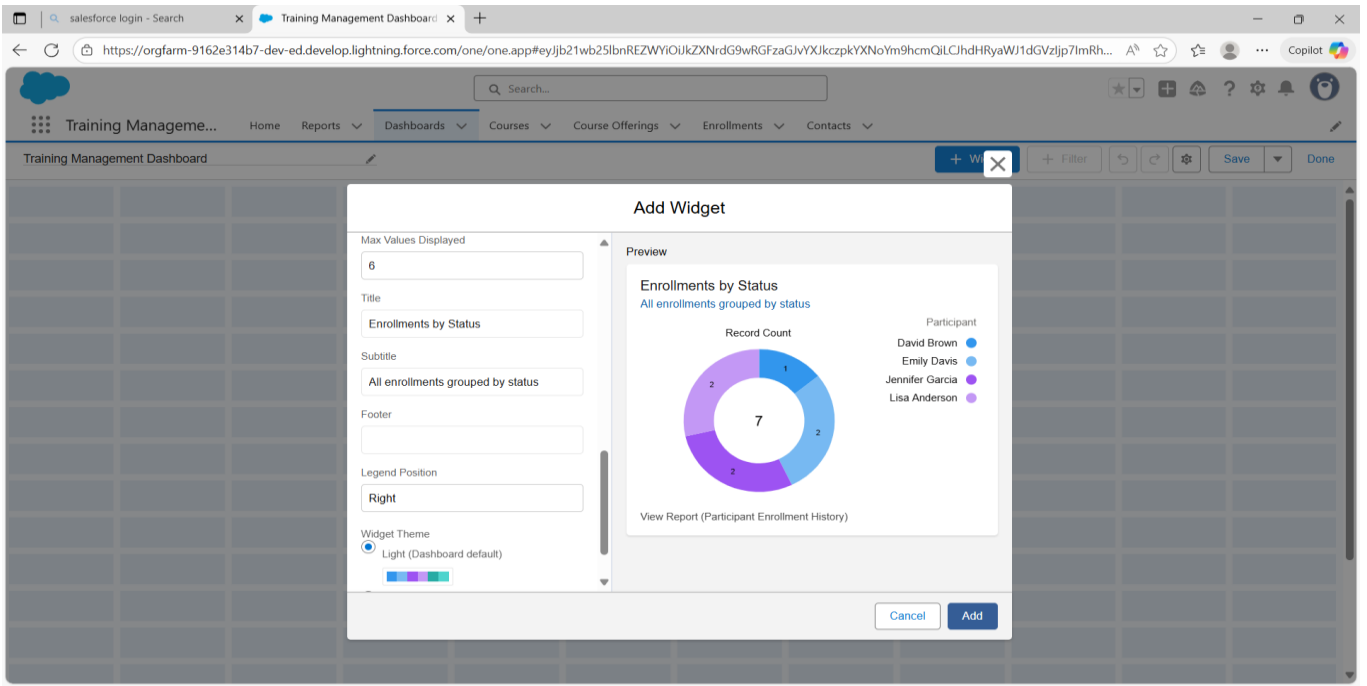 salesforce login - Search
Training Management Dashboard
https://orgfarm-9162e314b7-dev-ed.develop.lightning.force.com/one/one.app#eyJjb21wb25lbnREZWYiOiJkZXNrdG9wRGFzaGJvYXJkczpkYXNoYm9hcmQiLCJhdHRyaWJ1dGVzIjp7ImRh...
Copilot
Search...
Training Manageme...
Home
Reports
Dashboards
Courses
Course Offerings
Enrollments
Contacts
Training Management Dashboard
+ Wi
+ Filter
Save
Done
Add Widget
Max Values Displayed
6
Title
Enrollments by Status
Subtitle
All enrollments grouped by status
Footer
Legend Position
Right
Widget Theme
Light (Dashboard default)
Preview
Enrollments by Status
All enrollments grouped by status
Record Count
1
2
2
2
7
Participant
David Brown
Emily Davis
Jennifer Garcia
Lisa Anderson
View Report (Participant Enrollment History)
Cancel
Add